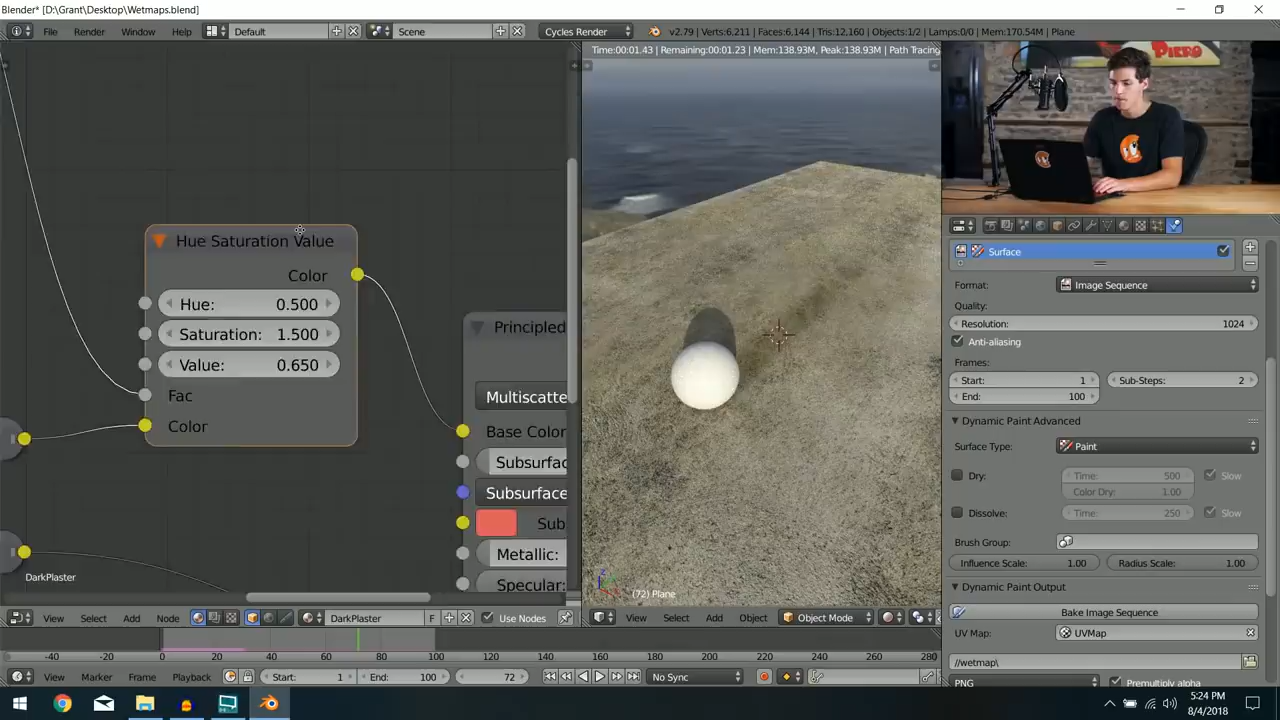 Blender* [D:\Grant\Desktop\Wetmaps.blend]
File Render Window Help Default Scene Cycles Render v2.79 | Verts:6,211 | Faces:6,144 | Tris:12,160 | Objects:1/2 | Lamps:0/0 | Mem:170.54M | Plane
Time:00:01.43 | Remaining:00:01.23 | Mem:138.93M, Peak:138.93M | Path Tracing
PIERO
Hue Saturation Value
Color
Hue: 0.500
Saturation: 1.500
Value: 0.650
Fac
Color
Principled
Multiscatte
Base Color
Subsurfac
Subsurface
Sub
Metallic:
Specular:
DarkPlaster
(72) Plane
Surface
Format: Image Sequence
Quality:
Resolution: 1024
Anti-aliasing
Frames:
Start: 1 Sub-Steps: 2
End: 100
Dynamic Paint Advanced
Surface Type: Paint
Dry: Time: 500 Slow
Color Dry: 1.00
Dissolve: Time: 250 Slow
Brush Group:
Influence Scale: 1.00 Radius Scale: 1.00
Dynamic Paint Output
Bake Image Sequence
UV Map: UVMap
//wetmap\
PNG Premultiply alpha
View Select Add Node DarkPlaster F Use Nodes
View Select Add Object Object Mode
-40 -20 0 20 40 60 80 100 120 140 160 180 200 220 240 260 280
View Marker Frame Playback Start: 1 End: 100 72 No Sync
5:24 PM
8/4/2018